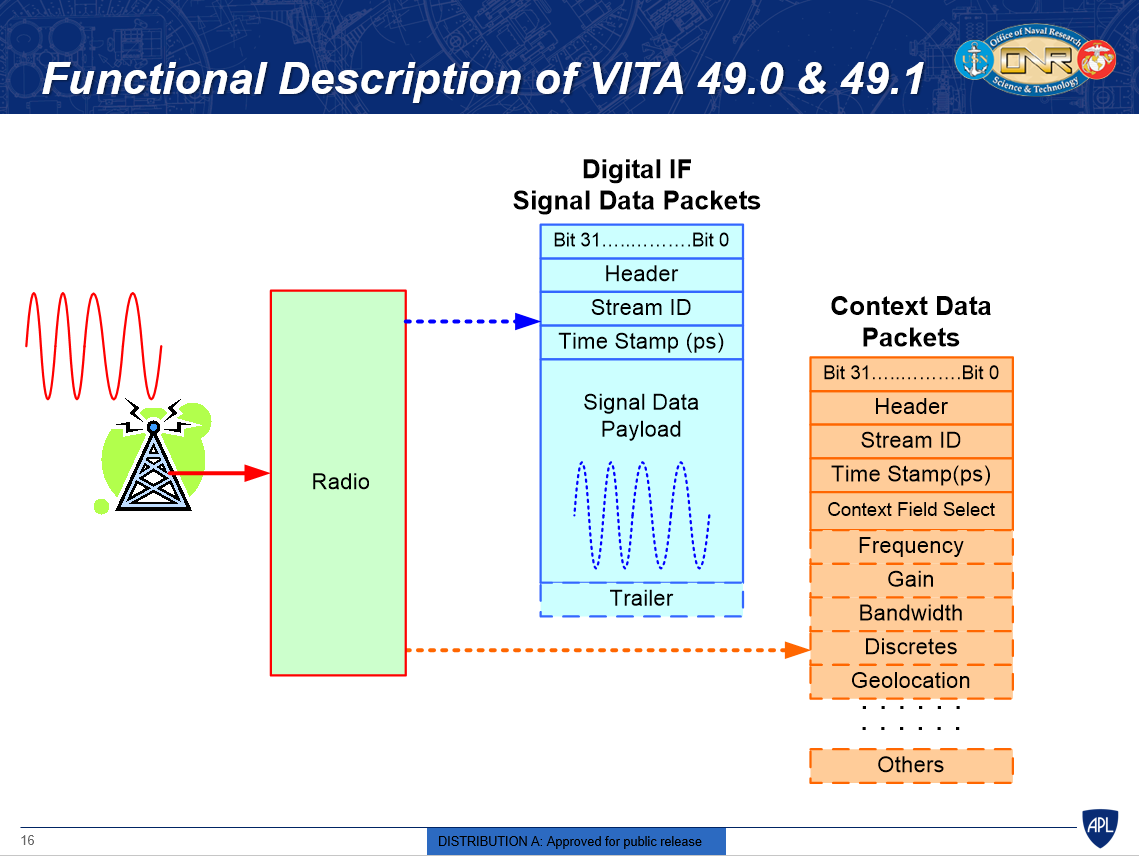 Functional Description of VITA 49.0 & 49.1
Office of Naval Research
ONR
Science & Technology
Digital IF
Signal Data Packets
Bit 31…..……….Bit 0
Header
Stream ID
Time Stamp (ps)
Signal Data
Payload
Trailer
Radio
Context Data
Packets
Bit 31…..……….Bit 0
Header
Stream ID
Time Stamp(ps)
Context Field Select
Frequency
Gain
Bandwidth
Discretes
Geolocation
. . . . . .
. . . . . .
Others
16
DISTRIBUTION A: Approved for public release
APL